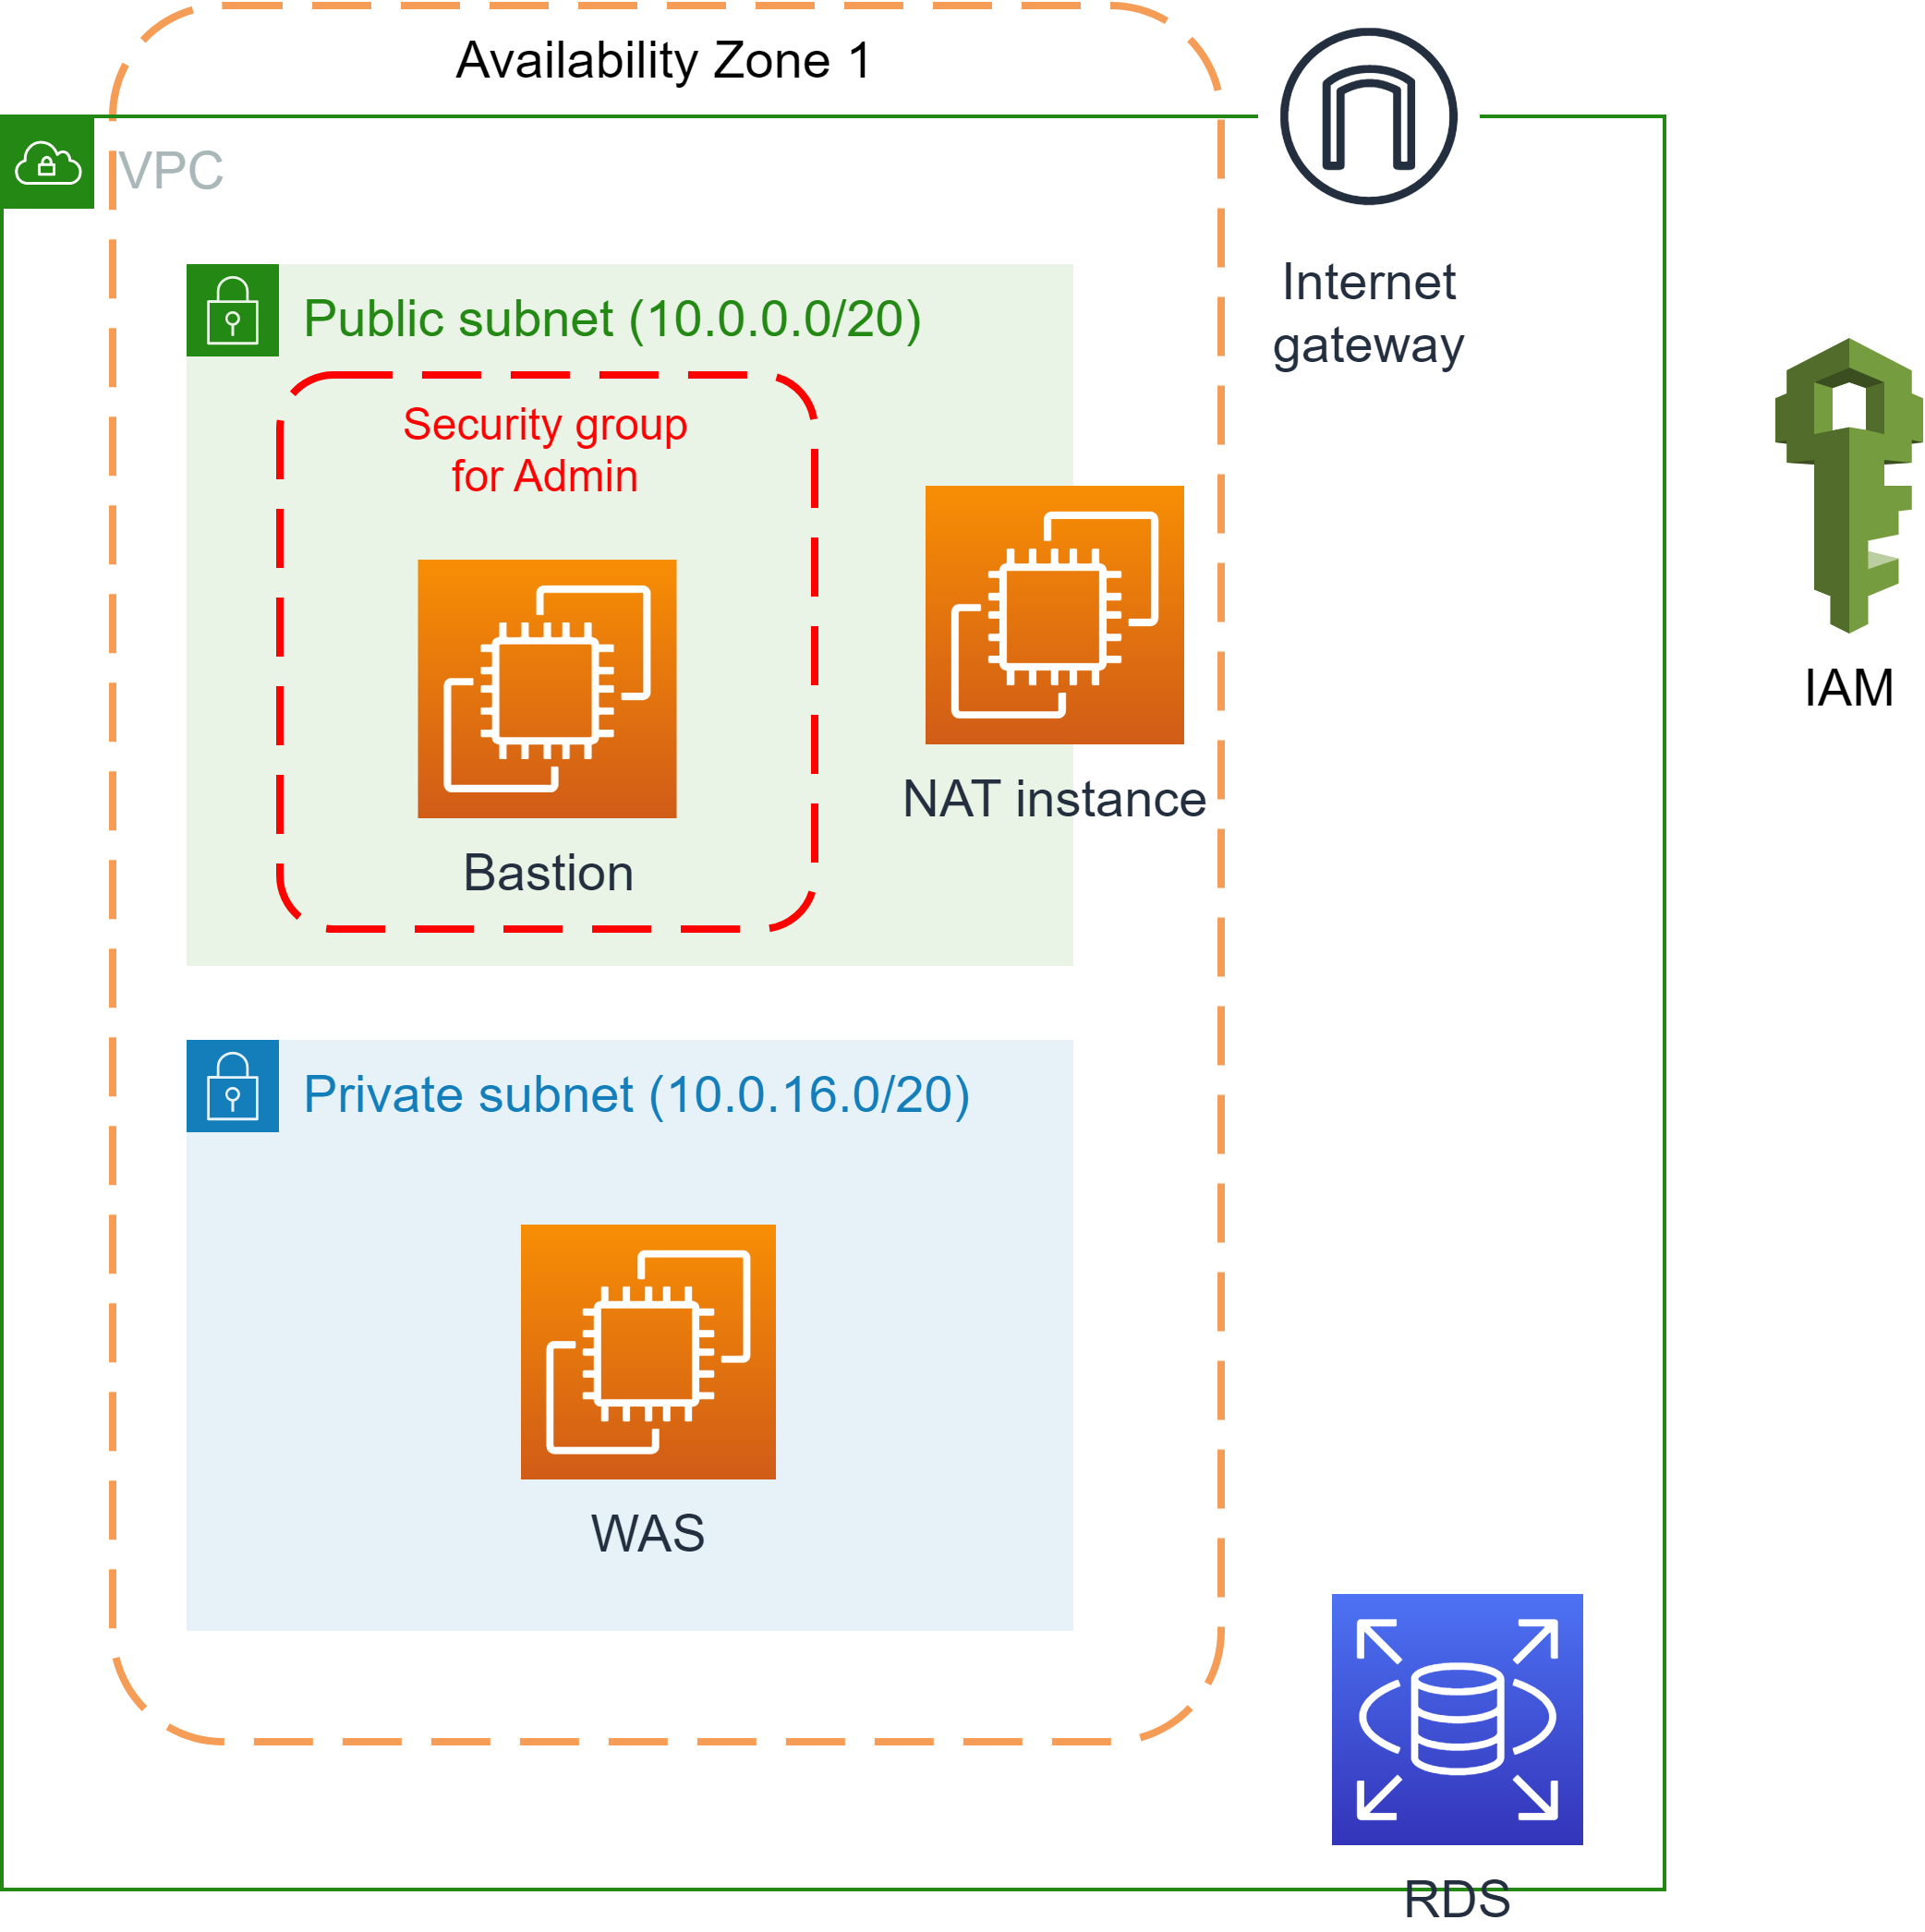 Availability Zone 1
VPC
Internet
gateway
Public subnet (10.0.0.0/20)
Security group
for Admin
Bastion
NAT instance
IAM
Private subnet (10.0.16.0/20)
WAS
RDS